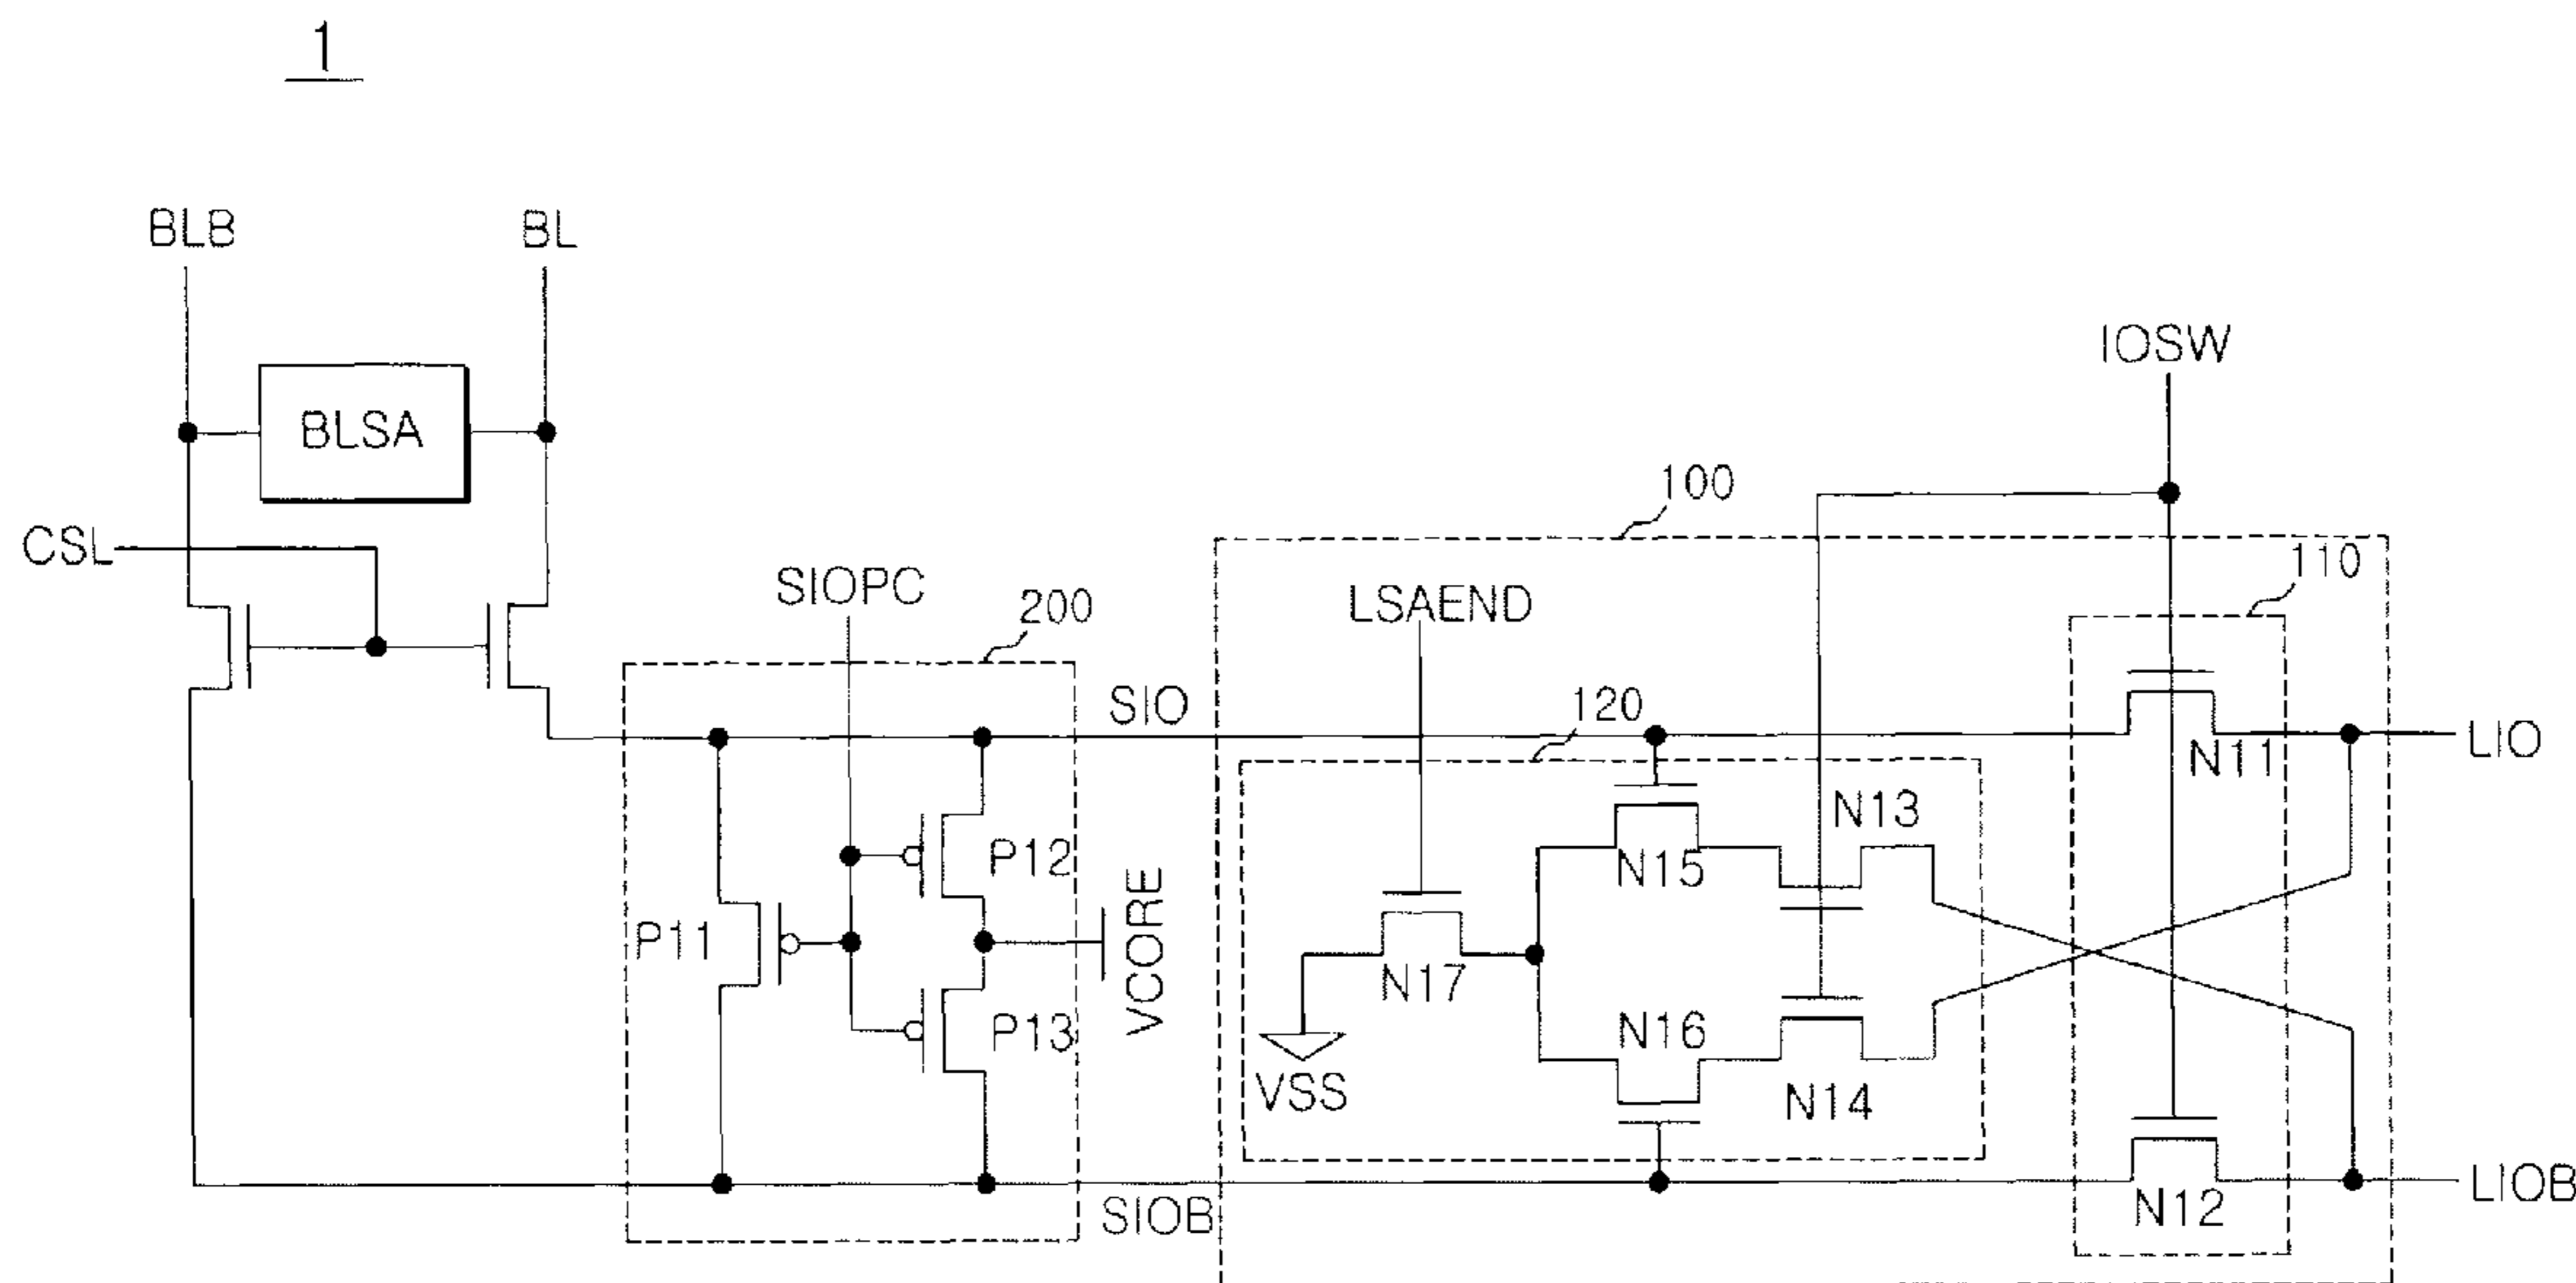 1
BLB
BL
IOSW
BLSA
100
CSL
110
SIOPC
200
LSAEND
SIO
120
N11
LIO
N13
P12
N15
P11
VCORE
N17
P13
N16
VSS
N14
SIOB
N12
LIOB